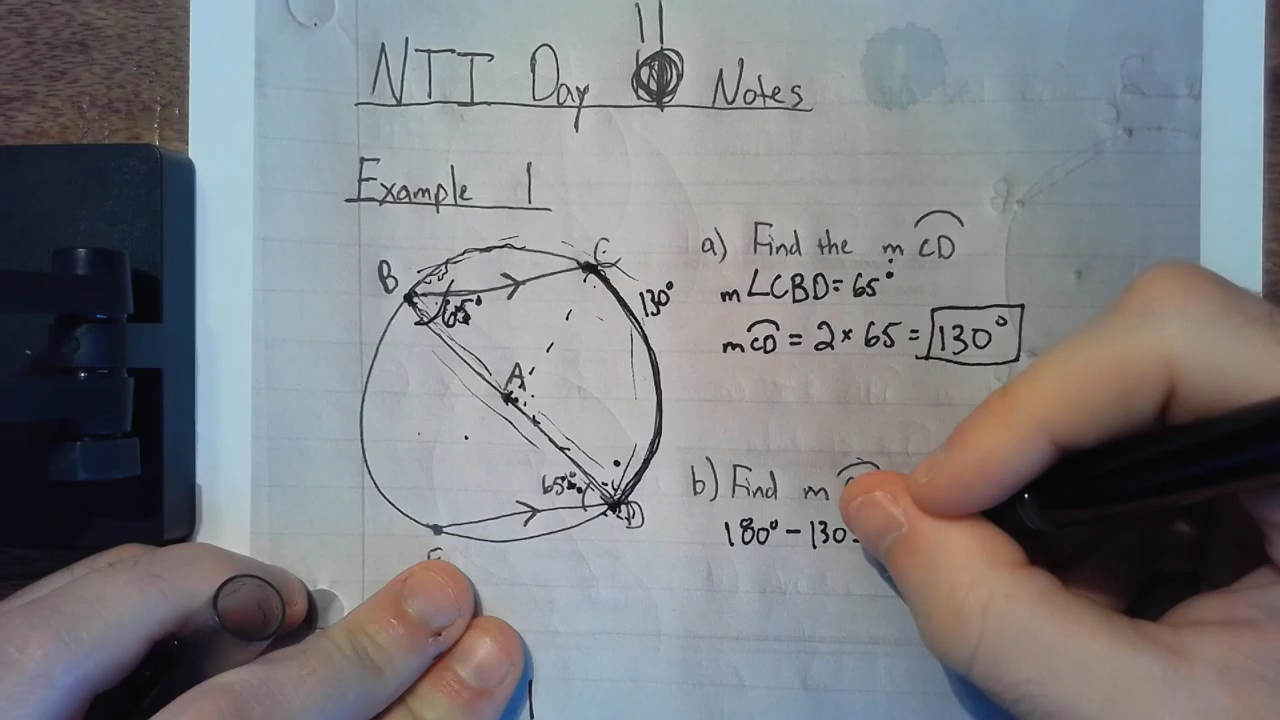 11
NTI Day Notes
Example 1
B
C
65°
130°
A
65°
D
E
a) Find the m CD
m∠CBD = 65°
mCD = 2 × 65 = 130°
b) Find m
180° - 130